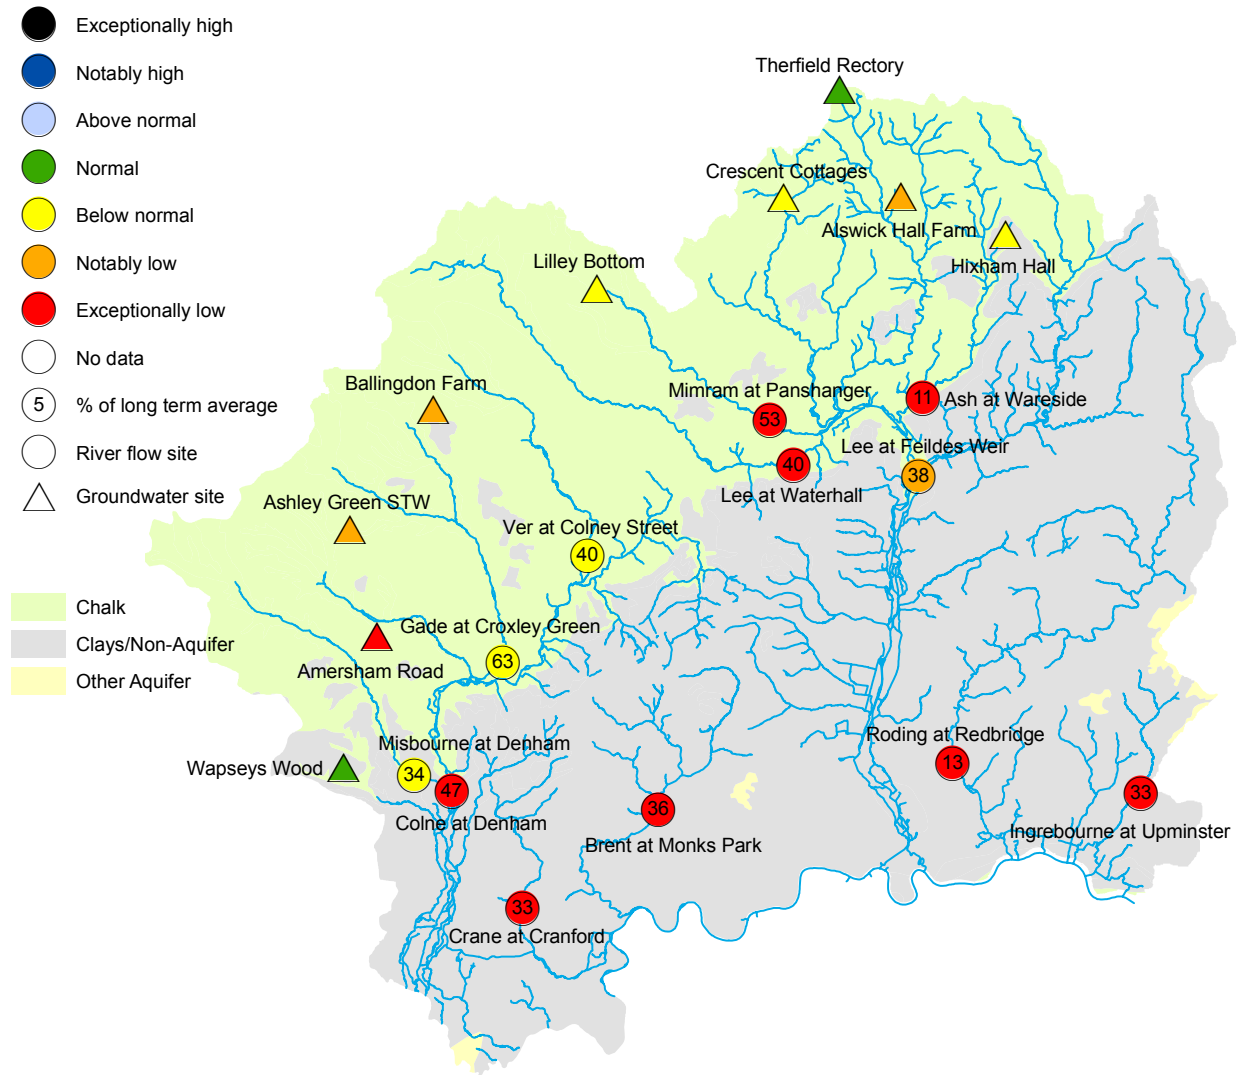 Exceptionally high
Notably high
Above normal
Normal
Below normal
Notably low
Exceptionally low
No data
5 % of long term average
River flow site
Groundwater site
Chalk
Clays/Non-Aquifer
Other Aquifer
Therfield Rectory
Crescent Cottages
Alswick Hall Farm
Hixham Hall
Lilley Bottom
Ballingdon Farm
Mimram at Panshanger
53
11 Ash at Wareside
Lee at Feildes Weir
38
40
Lee at Waterhall
Ashley Green STW
Ver at Colney Street
40
Gade at Croxley Green
63
Amersham Road
Misbourne at Denham
Wapseys Wood
34
47
Colne at Denham
36
Brent at Monks Park
Roding at Redbridge
13
33
Ingrebourne at Upminster
33
Crane at Cranford